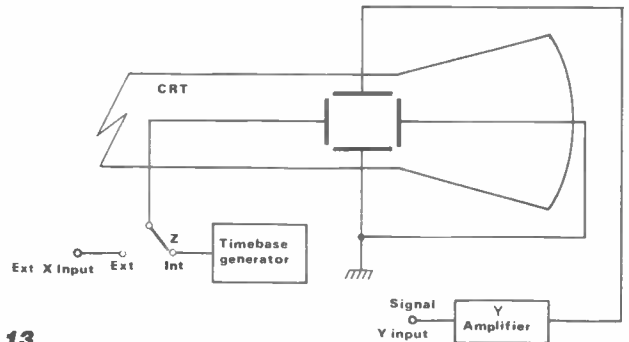 CRT
Z
Timebase
generator
Ext X Input
Ext
Int
Signal
Y input
Y
Amplifier
13